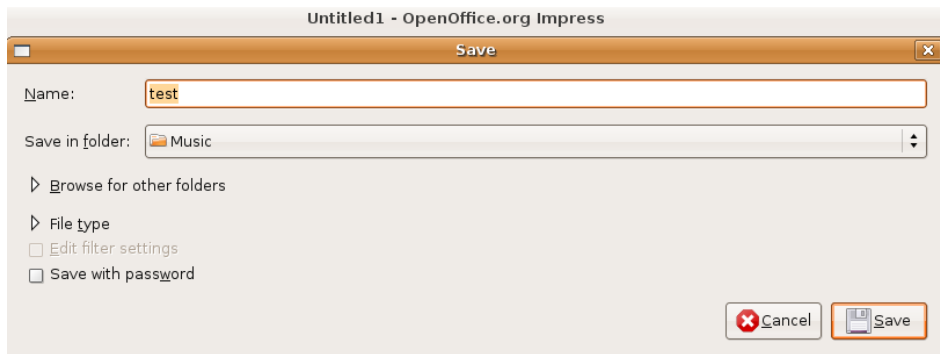 Untitled1 - OpenOffice.org Impress
Save
Name: test
Save in folder: Music
Browse for other folders
File type
Edit filter settings
Save with password
Cancel Save